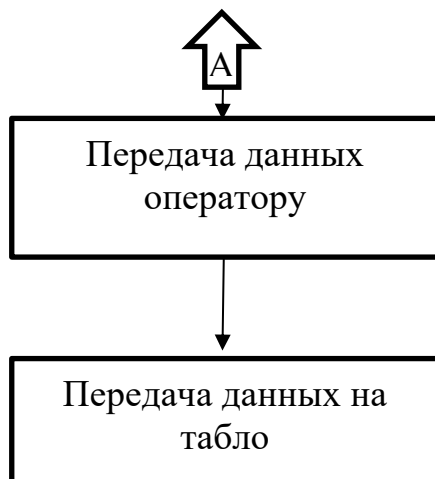 А
Передача данных
оператору
Передача данных на
табло